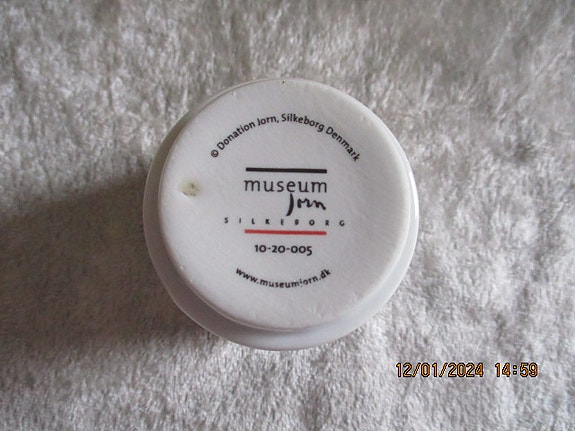 © Donation Jorn, Silkeborg Denmark
museum
Jorn
SILKEBORG
10-20-005
www.museumjorn.dk
12/01/2024 14:59